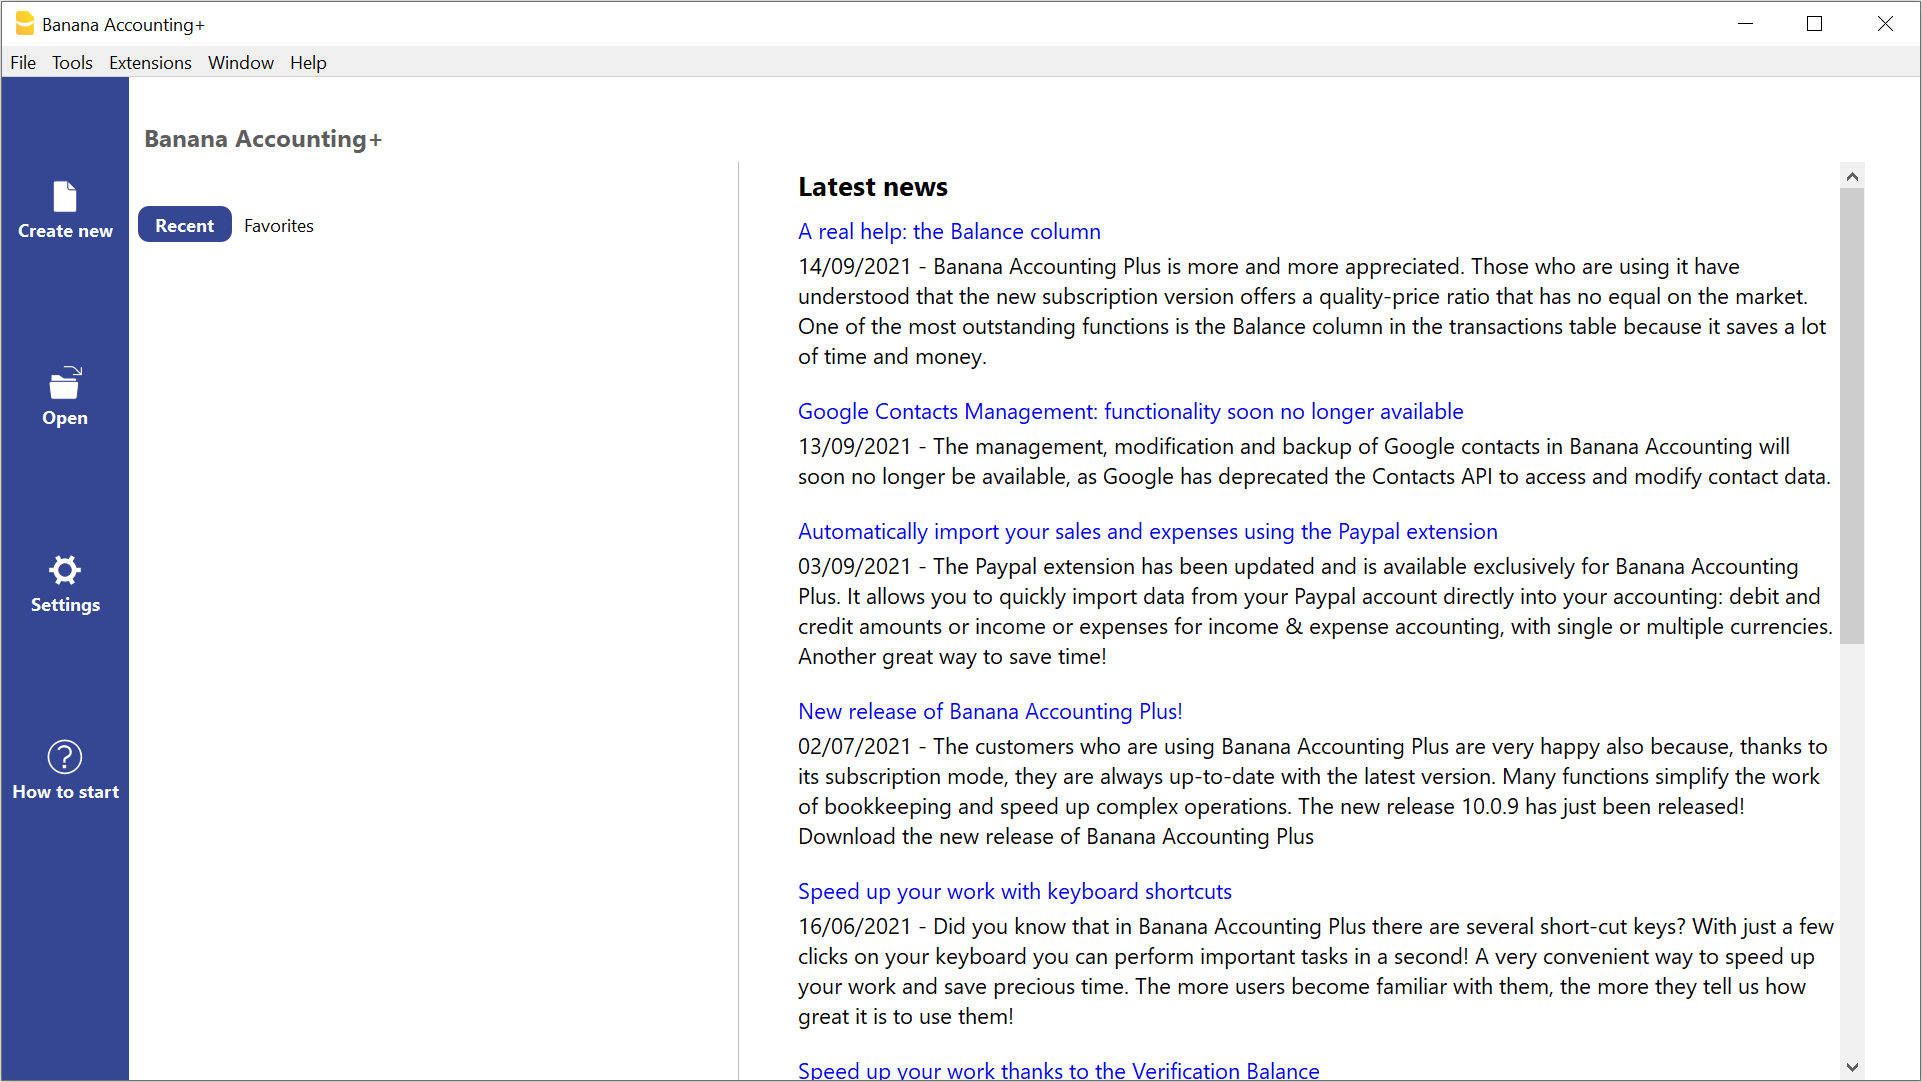 Banana Accounting+
File Tools Extensions Window Help
Banana Accounting+
Create new
Open
Settings
How to start
Recent Favorites
Latest news
A real help: the Balance column
14/09/2021 - Banana Accounting Plus is more and more appreciated. Those who are using it have
understood that the new subscription version offers a quality-price ratio that has no equal on the market.
One of the most outstanding functions is the Balance column in the transactions table because it saves a lot
of time and money.
Google Contacts Management: functionality soon no longer available
13/09/2021 - The management, modification and backup of Google contacts in Banana Accounting will
soon no longer be available, as Google has deprecated the Contacts API to access and modify contact data.
Automatically import your sales and expenses using the Paypal extension
03/09/2021 - The Paypal extension has been updated and is available exclusively for Banana Accounting
Plus. It allows you to quickly import data from your Paypal account directly into your accounting: debit and
credit amounts or income or expenses for income & expense accounting, with single or multiple currencies.
Another great way to save time!
New release of Banana Accounting Plus!
02/07/2021 - The customers who are using Banana Accounting Plus are very happy also because, thanks to
its subscription mode, they are always up-to-date with the latest version. Many functions simplify the work
of bookkeeping and speed up complex operations. The new release 10.0.9 has just been released!
Download the new release of Banana Accounting Plus
Speed up your work with keyboard shortcuts
16/06/2021 - Did you know that in Banana Accounting Plus there are several short-cut keys? With just a few
clicks on your keyboard you can perform important tasks in a second! A very convenient way to speed up
your work and save precious time. The more users become familiar with them, the more they tell us how
great it is to use them!
Speed up your work thanks to the Verification Balance